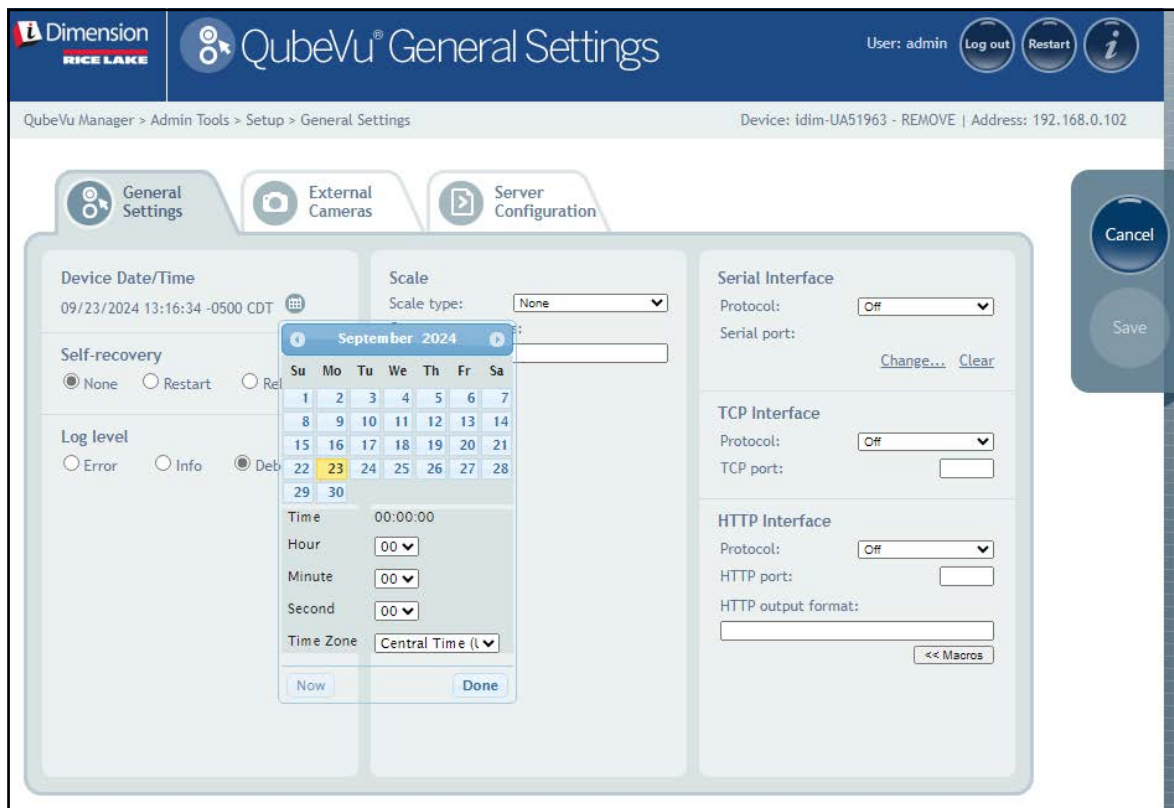 iDimension
RICE LAKE
QubeVu® General Settings
User: admin
Log out
Restart
i
QubeVu Manager > Admin Tools > Setup > General Settings
Device: idim-UA51963 - REMOVE | Address: 192.168.0.102
General
Settings
External
Cameras
Server
Configuration
Cancel
Save
Device Date/Time
09/23/2024 13:16:34 -0500 CDT
Self-recovery
None Restart
Log level
Error Info
September 2024
Su Mo Tu We Th Fr Sa
1 2 3 4 5 6 7
8 9 10 11 12 13 14
15 16 17 18 19 20 21
22 23 24 25 26 27 28
29 30
Time 00:00:00
Hour 00
Minute 00
Second 00
Time Zone Central Time (
Now Done
Scale
Scale type: None
Serial Interface
Protocol: Off
Serial port:
Change... Clear
TCP Interface
Protocol: Off
TCP port:
HTTP Interface
Protocol: Off
HTTP port:
HTTP output format:
<< Macros